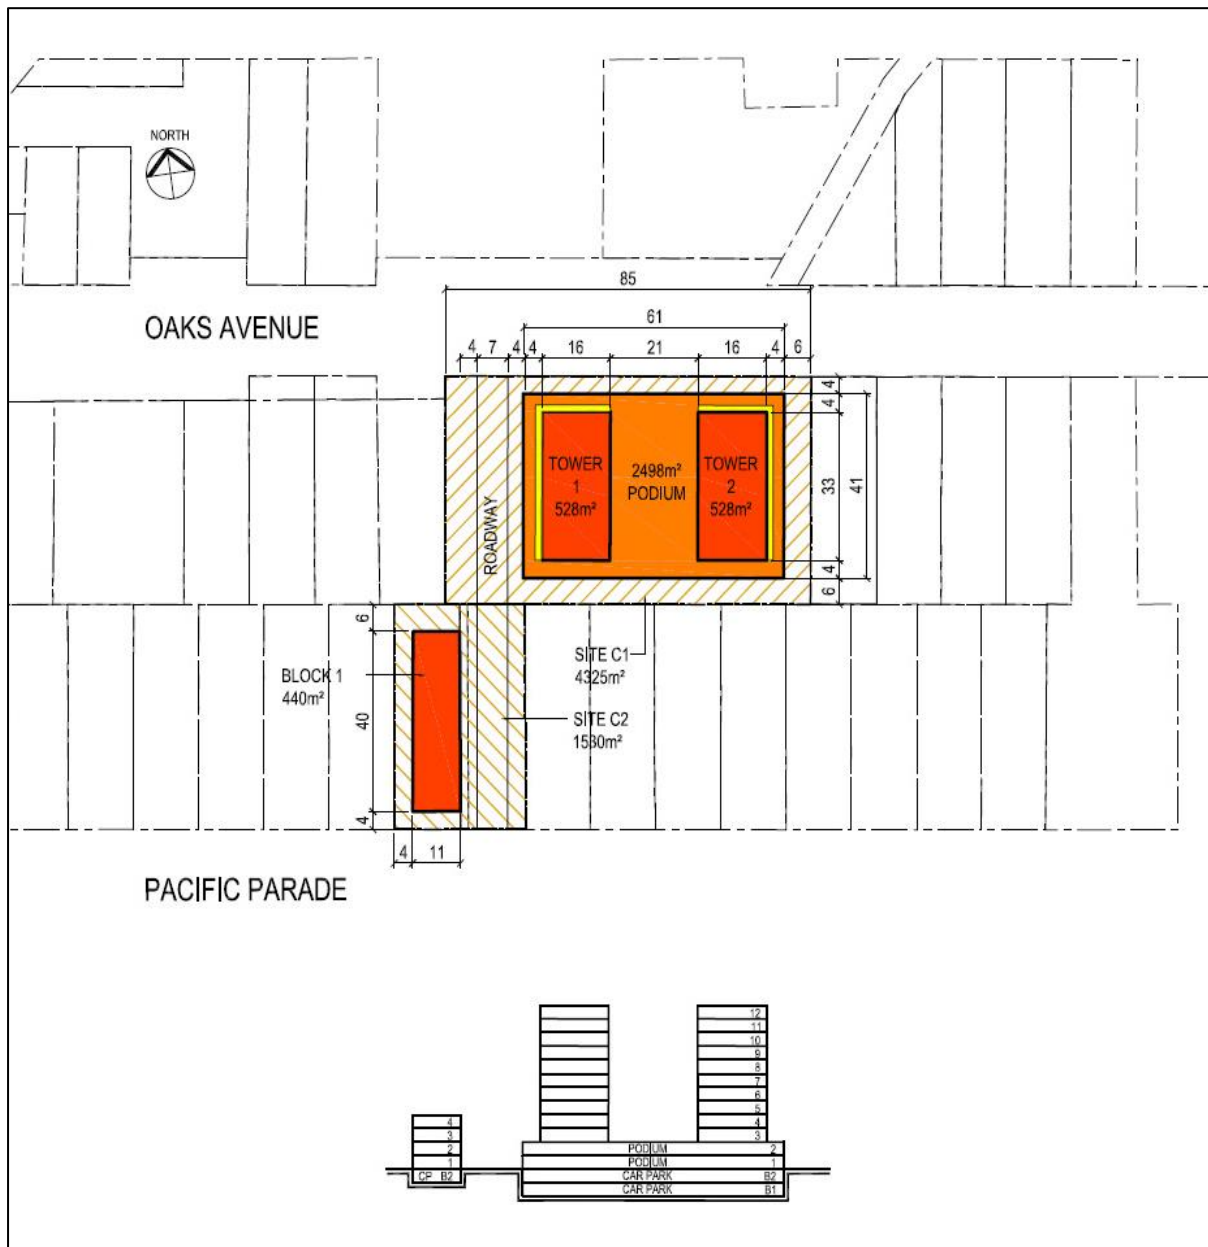 NORTH
OAKS AVENUE
85
61
4 7 4 4 16 21 16 4 6
4
4
33
41
4
6
TOWER
1
528m²
2498m²
PODIUM
TOWER
2
528m²
ROADWAY
6
40
4
BLOCK 1
440m²
SITE C1
4325m²
SITE C2
1530m²
4 11
PACIFIC PARADE
12
11
10
9
8
7
6
5
4
3
PODIUM 2
PODIUM 1
CAR PARK B2
CAR PARK B1
4
3
2
1
CP B2